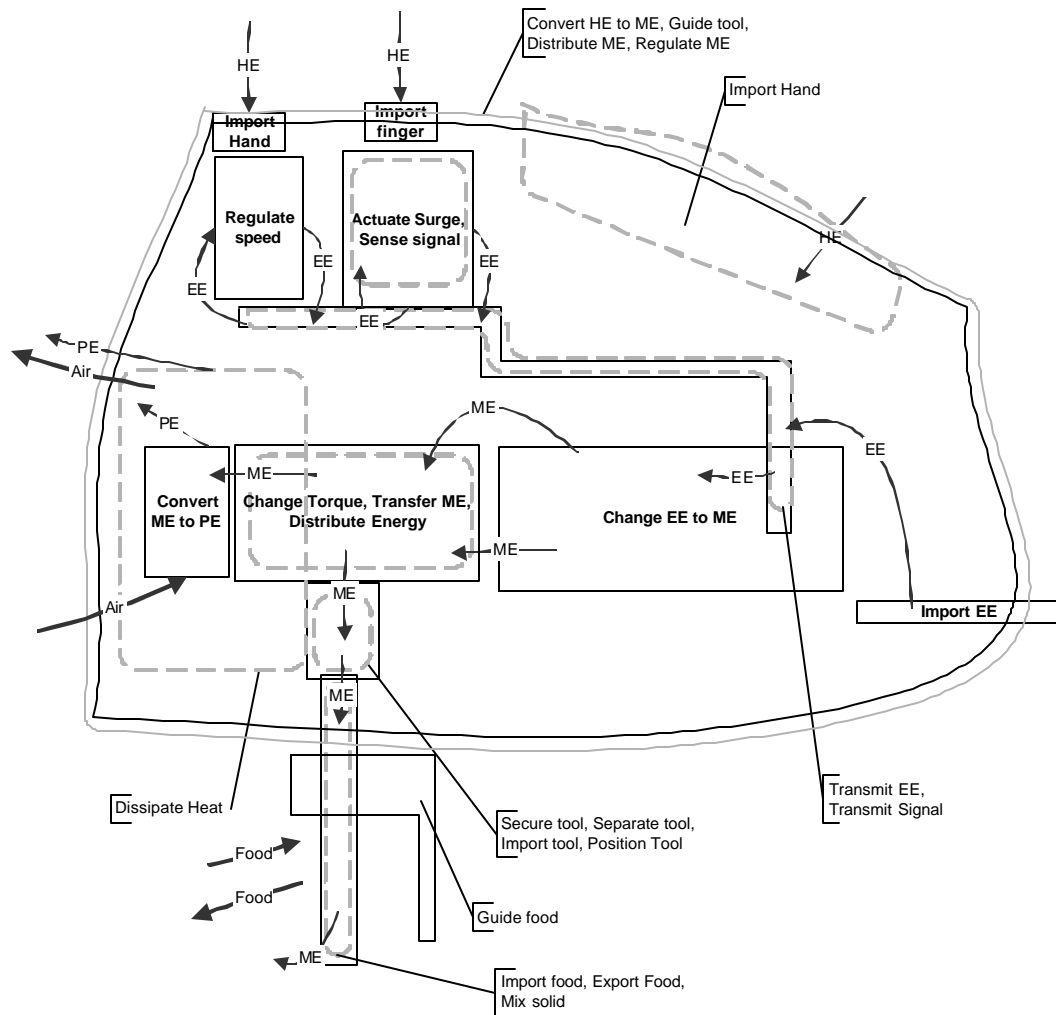 Convert HE to ME, Guide tool,
Distribute ME, Regulate ME
HE
HE
Import Hand
Import
Hand
Import
finger
Regulate
speed
Actuate Surge,
Sense signal
HE
EE
EE
EE
EE
PE
Air
PE
ME
EE
ME
EE
Convert
ME to PE
Change Torque, Transfer ME,
Distribute Energy
Change EE to ME
ME
Air
ME
Import EE
ME
Dissipate Heat
Transmit EE,
Transmit Signal
Secure tool, Separate tool,
Import tool, Position Tool
Food
Food
Guide food
ME
Import food, Export Food,
Mix solid